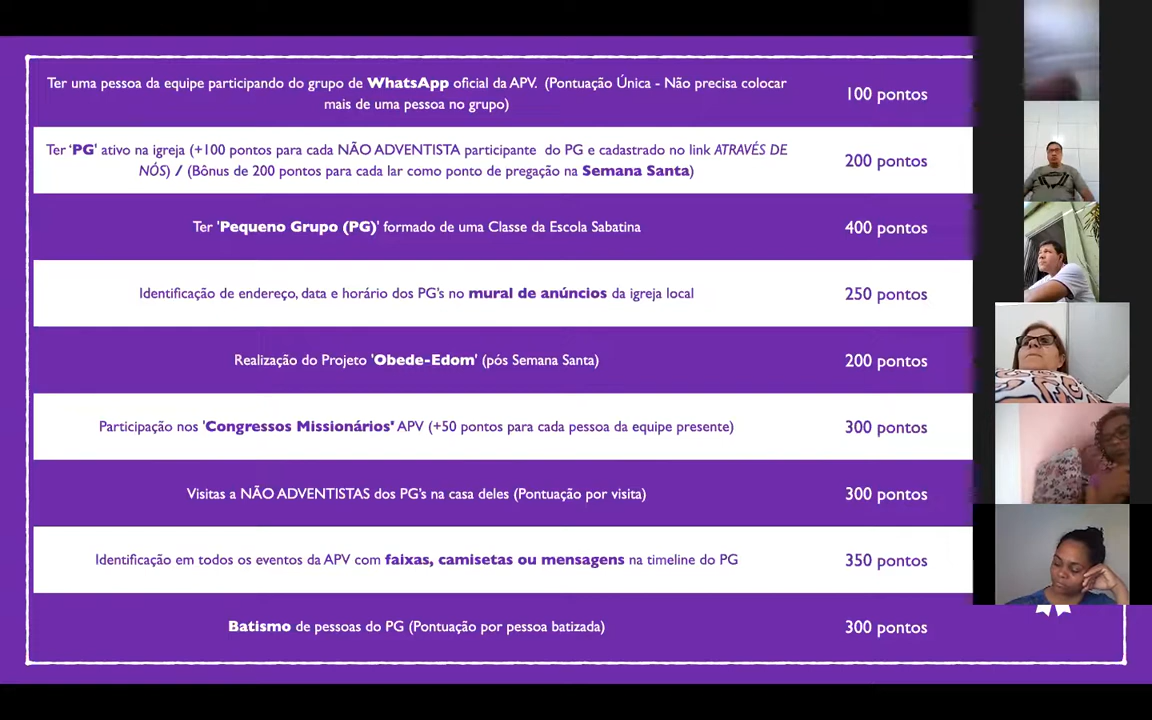 Ter uma pessoa da equipe participando do grupo de WhatsApp oficial da APV. (Pontuação Única - Não precisa colocar
mais de uma pessoa no grupo)
100 pontos
Ter 'PG' ativo na igreja (+100 pontos para cada NÃO ADVENTISTA participante do PG e cadastrado no link ATRAVÉS DE
NÓS) / (Bônus de 200 pontos para cada lar como ponto de pregação na Semana Santa)
200 pontos
Ter 'Pequeno Grupo (PG)' formado de uma Classe da Escola Sabatina
400 pontos
Identificação de endereço, data e horário dos PG's no mural de anúncios da igreja local
250 pontos
Realização do Projeto 'Obede-Edom' (pós Semana Santa)
200 pontos
Participação nos 'Congressos Missionários' APV (+50 pontos para cada pessoa da equipe presente)
300 pontos
Visitas a NÃO ADVENTISTAS dos PG's na casa deles (Pontuação por visita)
300 pontos
Identificação em todos os eventos da APV com faixas, camisetas ou mensagens na timeline do PG
350 pontos
Batismo de pessoas do PG (Pontuação por pessoa batizada)
300 pontos